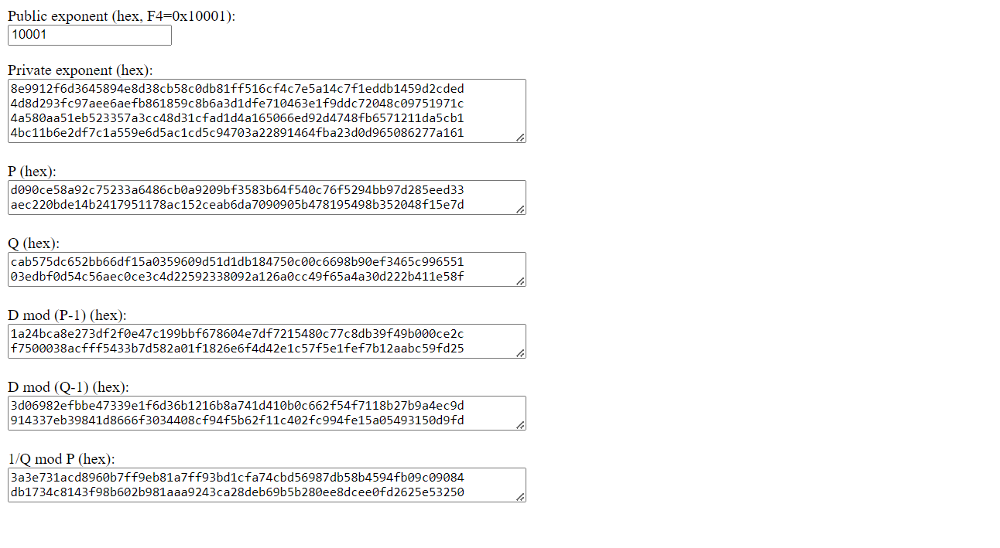 Public exponent (hex, F4=0x10001):
10001
Private exponent (hex):
8e9912f6d3645894e8d38cb58c0db81ff516cf4c7e5a14c7f1eddb1459d2cded
4d8d293fc97aee6aefb861859c8b6a3d1dfe710463e1f9ddc72048c09751971c
4a580aa51eb523357a3cc48d31cfad1d4a165066ed92d4748fb6571211da5cb1
4bc11b6e2df7c1a559e6d5ac1cd5c94703a22891464fba23d0d965086277a161
P (hex):
d090ce58a92c75233a6486cb0a9209bf3583b64f540c76f5294bb97d285eed33
aec220bde14b2417951178ac152ceab6da7090905b478195498b352048f15e7d
Q (hex):
cab575dc652bb66df15a0359609d51d1db184750c00c6698b90ef3465c996551
03edbf0d54c56aec0ce3c4d22592338092a126a0cc49f65a4a30d222b411e58f
D mod (P-1) (hex):
1a24bca8e273df2f0e47c199bbf678604e7df7215480c77c8db39f49b000ce2c
f7500038acfff5433b7d582a01f1826e6f4d42e1c57f5e1fef7b12aabc59fd25
D mod (Q-1) (hex):
3d06982efbbe47339e1f6d36b1216b8a741d410b0c662f54f7118b27b9a4ec9d
914337eb39841d8666f3034408cf94f5b62f11c402fc994fe15a05493150d9fd
1/Q mod P (hex):
3a3e731acd8960b7ff9eb81a7ff93bd1cfa74cbd56987db58b4594fb09c09084
db1734c8143f98b602b981aaa9243ca28deb69b5b280ee8dcee0fd2625e53250